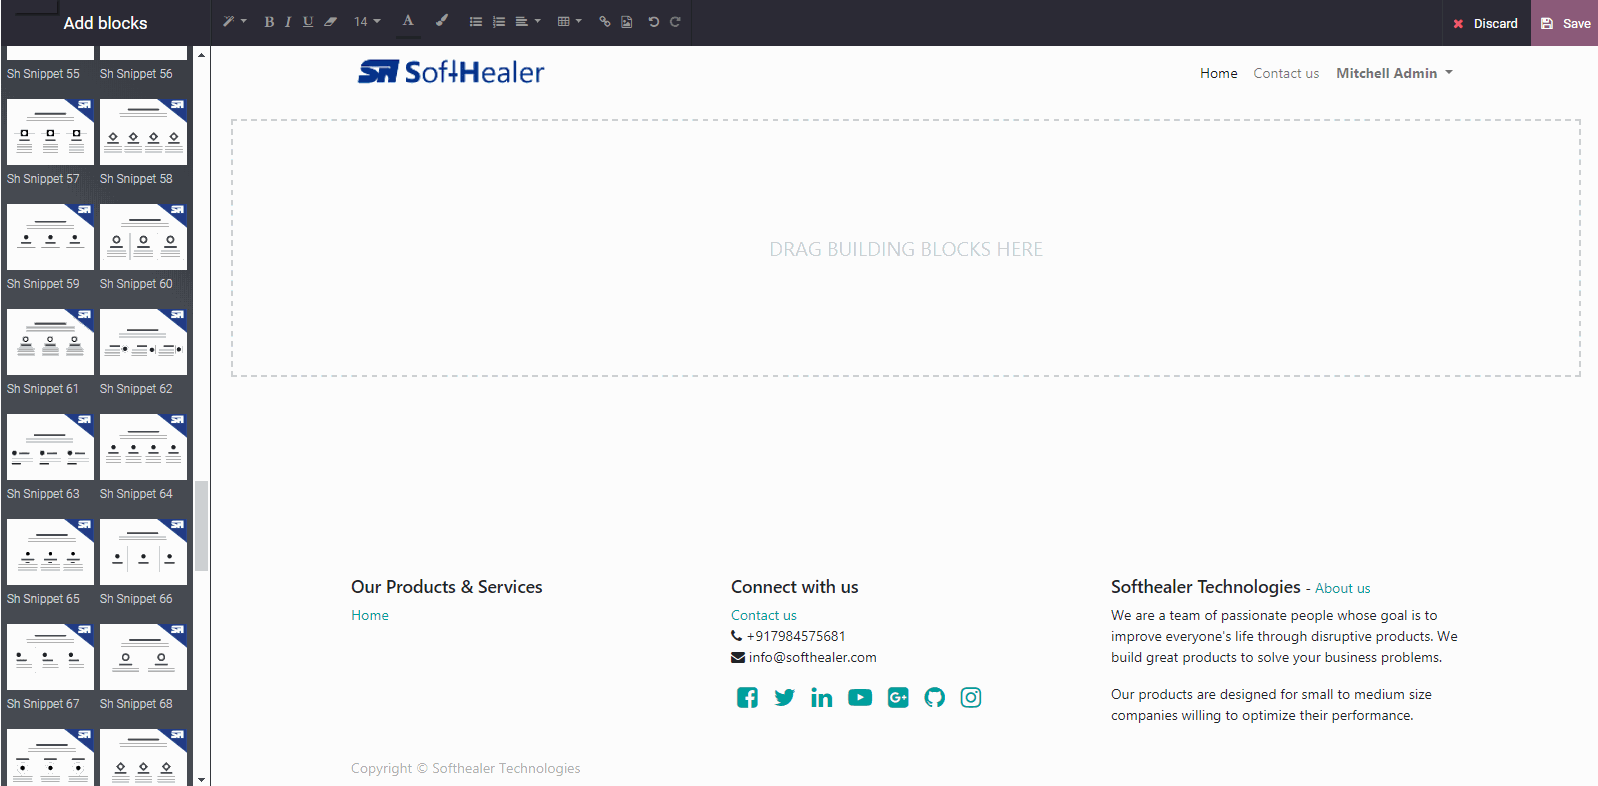 Add blocks
B I U 14 A
Discard
Save
Sh Snippet 55
Sh Snippet 56
Sh Snippet 57
Sh Snippet 58
Sh Snippet 59
Sh Snippet 60
Sh Snippet 61
Sh Snippet 62
Sh Snippet 63
Sh Snippet 64
Sh Snippet 65
Sh Snippet 66
Sh Snippet 67
Sh Snippet 68
SoftHealer
Home
Contact us
Mitchell Admin
DRAG BUILDING BLOCKS HERE
Our Products & Services
Home
Connect with us
Contact us
+917984575681
info@softhealer.com
Softhealer Technologies - About us
We are a team of passionate people whose goal is to
improve everyone's life through disruptive products. We
build great products to solve your business problems.
Our products are designed for small to medium size
companies willing to optimize their performance.
Copyright © Softhealer Technologies